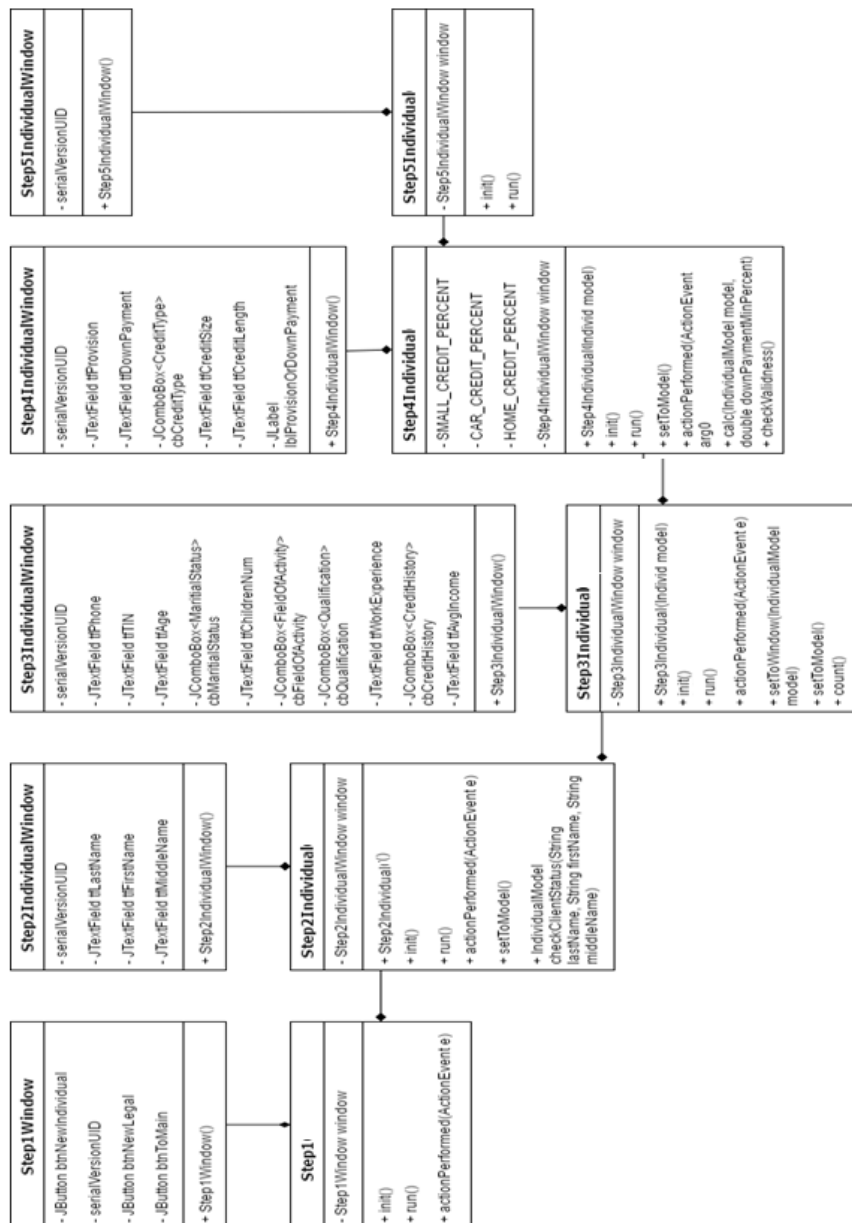 Step1Window
- JButton btnNewIndividual
- serialVersionUID
- JButton btnNewLegal
- JButton btnToMain
+ Step1Window()
Step1
- Step1Window window
+ init()
+ run()
+ actionPerformed(ActionEvent e)
Step2IndividualWindow
- serialVersionUID
- JTextField tfLastName
- JTextField tfFirstName
- JTextField tfMiddleName
+ Step2IndividualWindow()
Step2Individual
- Step2IndividualWindow window
+ Step2Individual()
+ init()
+ run()
+ actionPerformed(ActionEvent e)
+ setToModel()
+ IndividualModel
checkClientStatus(String
lastName, String firstName, String
middleName)
Step3IndividualWindow
- serialVersionUID
- JTextField tfPhone
- JTextField tfTIN
- JTextField tfAge
- JComboBox<MaritialStatus>
cbMaritialStatus
- JTextField tfChildrenNum
- JComboBox<FieldOfActivity>
cbFieldOfActivity
- JComboBox<Qualification>
cbQualification
- JTextField tfWorkExperience
- JComboBox<CreditHistory>
cbCreditHistory
- JTextField tfAvgIncome
+ Step3IndividualWindow()
Step3Individual
- Step3IndividualWindow window
+ Step3Individual(Individ model)
+ init()
+ run()
+ actionPerformed(ActionEvent e)
+ setToWindow(IndividualModel
model)
+ setToModel()
+ count()
Step4IndividualWindow
- serialVersionUID
- JTextField tfProvision
- JTextField tfDownPayment
- JComboBox<CreditType>
cbCreditType
- JTextField tfCreditSize
- JTextField tfCreditLength
- JLabel
lblProvisionOrDownPayment
+ Step4IndividualWindow()
Step4Individual
- SMALL_CREDIT_PERCENT
- CAR_CREDIT_PERCENT
- HOME_CREDIT_PERCENT
- Step4IndividualWindow window
+ Step4Individual(Individ model)
+ init()
+ run()
+ setToModel()
+ actionPerformed(ActionEvent
arg0
+ calc(IndividualModel model,
double downPaymentMinPercent)
+ checkValidness()
Step5IndividualWindow
- serialVersionUID
+ Step5IndividualWindow()
Step5Individual
- Step5IndividualWindow window
+ init()
+ run()